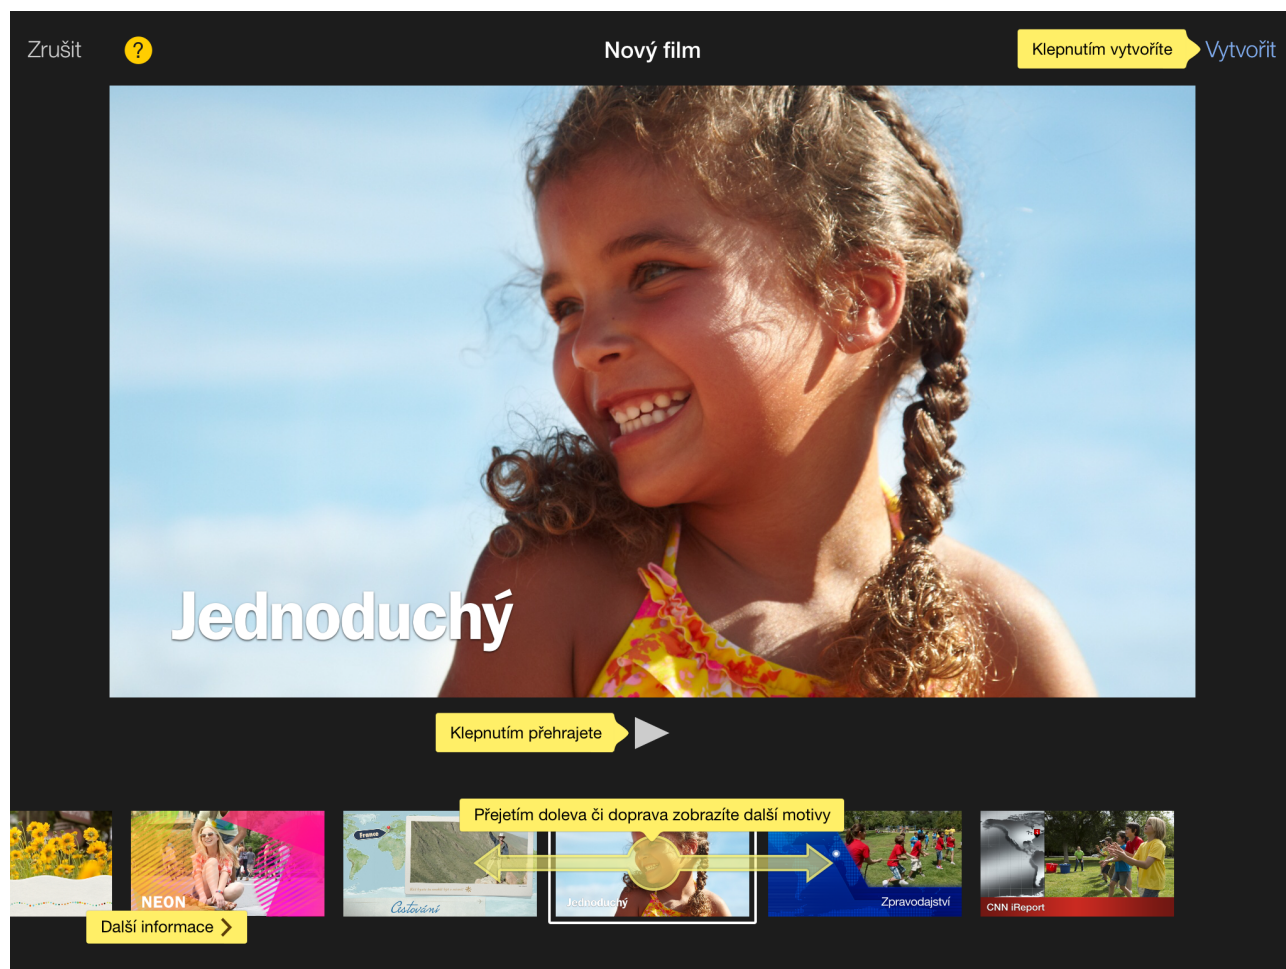 Zrušit
?
Nový film
Klepnutím vytvoříte
Vytvořit
Jednoduchý
Klepnutím přehrajete
Přejetím doleva či doprava zobrazíte další motivy
France
NEON
Cestování
Jednoduchý
Zpravodajství
CNN iReport
Další informace